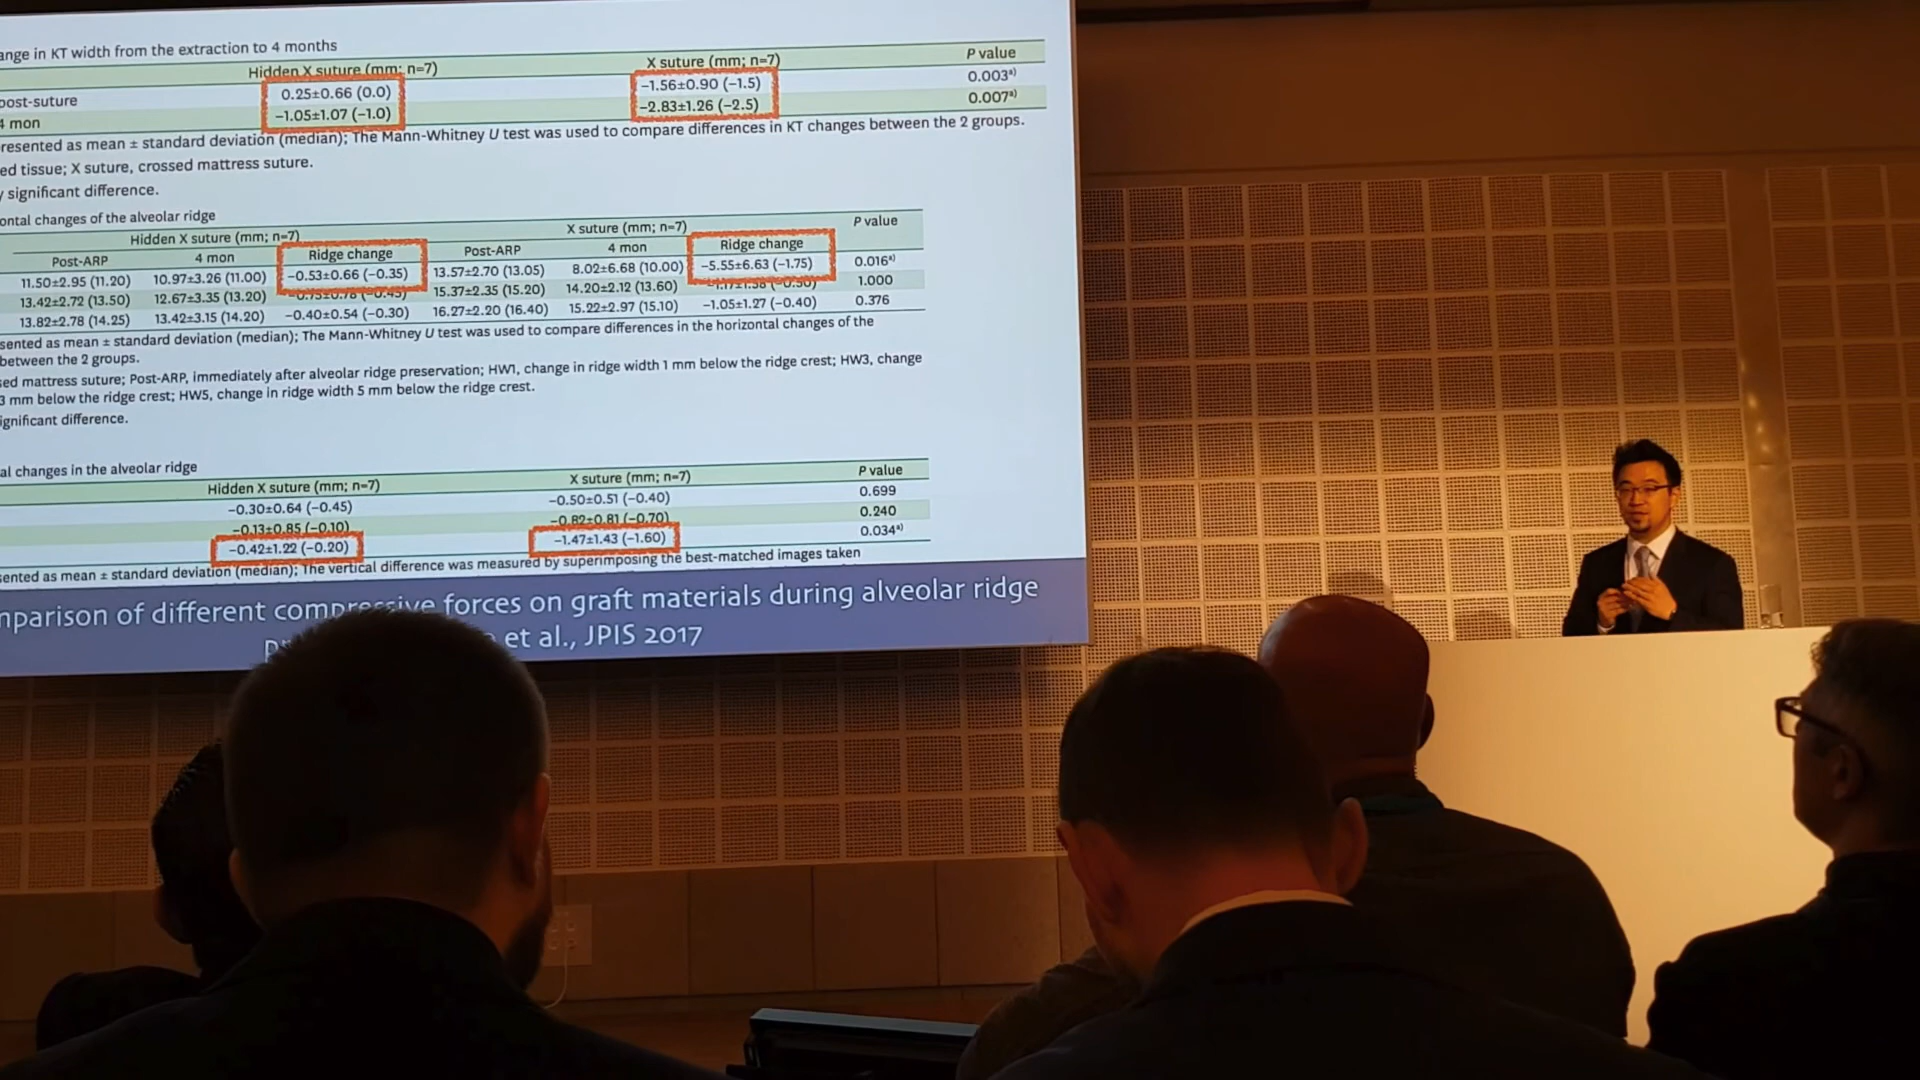 ange in KT width from the extraction to 4 months
Hidden X suture (mm; n=7) X suture (mm; n=7) P value
post-suture 0.25±0.66 (0.0) −1.56±0.90 (−1.5) 0.003ᵃ⁾
4 mon −1.05±1.07 (−1.0) −2.83±1.26 (−2.5) 0.007ᵃ⁾
resented as mean ± standard deviation (median); The Mann-Whitney U test was used to compare differences in KT changes between the 2 groups.
ed tissue; X suture, crossed mattress suture.
y significant difference.
ontal changes of the alveolar ridge
Hidden X suture (mm; n=7) X suture (mm; n=7) P value
Post-ARP 4 mon Ridge change Post-ARP 4 mon Ridge change
11.50±2.95 (11.20) 10.97±3.26 (11.00) −0.53±0.66 (−0.35) 13.57±2.70 (13.05) 8.02±6.68 (10.00) −5.55±6.63 (−1.75) 0.016ᵃ⁾
13.42±2.72 (13.50) 12.67±3.35 (13.20) −0.75±0.78 (−0.45) 15.37±2.35 (15.20) 14.20±2.12 (13.60) −1.17±1.38 (−0.50) 1.000
13.82±2.78 (14.25) 13.42±3.15 (14.20) −0.40±0.54 (−0.30) 16.27±2.20 (16.40) 15.22±2.97 (15.10) −1.05±1.27 (−0.40) 0.376
sented as mean ± standard deviation (median); The Mann-Whitney U test was used to compare differences in the horizontal changes of the
between the 2 groups.
sed mattress suture; Post-ARP, immediately after alveolar ridge preservation; HW1, change in ridge width 1 mm below the ridge crest; HW3, change
3 mm below the ridge crest; HW5, change in ridge width 5 mm below the ridge crest.
ignificant difference.
al changes in the alveolar ridge
Hidden X suture (mm; n=7) X suture (mm; n=7) P value
−0.30±0.64 (−0.45) −0.50±0.51 (−0.40) 0.699
−0.13±0.85 (−0.10) −0.82±0.81 (−0.70) 0.240
−0.42±1.22 (−0.20) −1.47±1.43 (−1.60) 0.034ᵃ⁾
sented as mean ± standard deviation (median); The vertical difference was measured by superimposing the best-matched images taken
mparison of different compressive forces on graft materials during alveolar ridge
et al., JPIS 2017